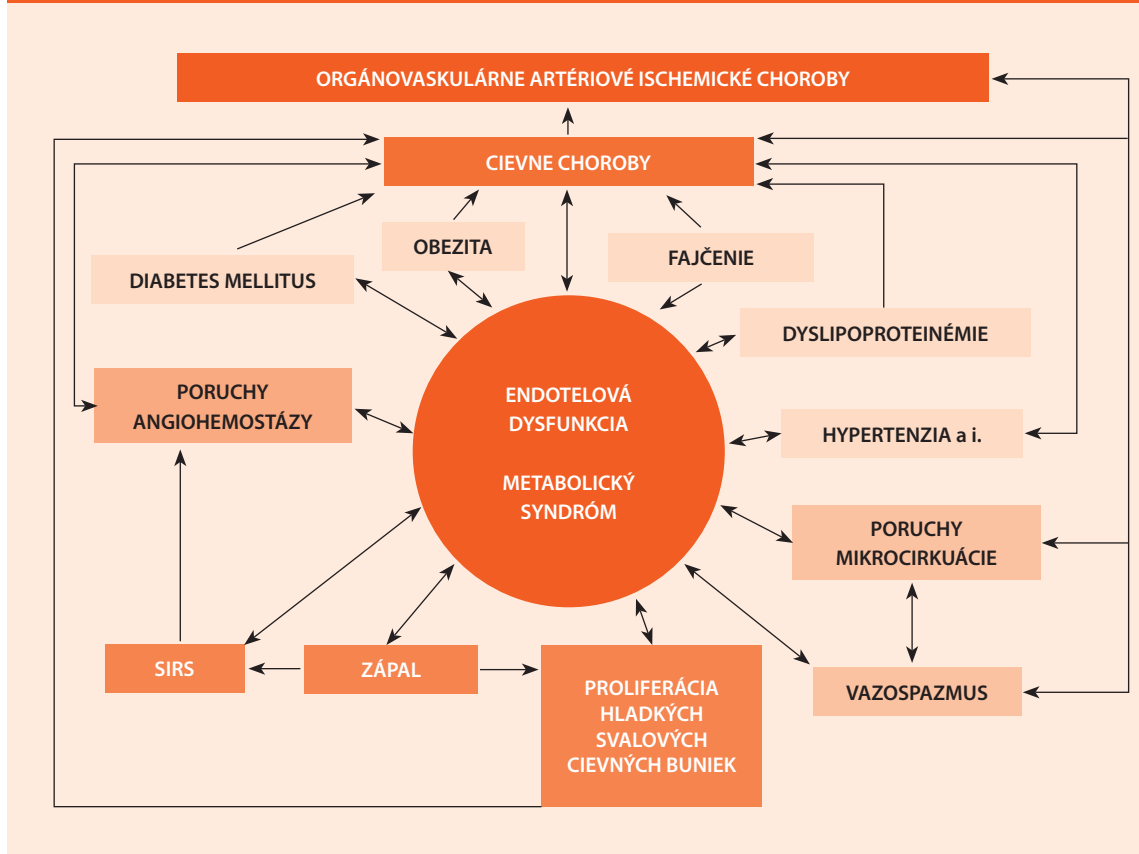 ORGÁNOVASKULÁRNE ARTÉRIOVÉ ISCHEMICKÉ CHOROBY
CIEVNE CHOROBY
OBEZITA
FAJČENIE
DIABETES MELLITUS
DYSLIPOPROTEINÉMIE
PORUCHY
ANGIOHEMOSTÁZY
ENDOTELOVÁ
DYSFUNKCIA
METABOLICKÝ
SYNDRÓM
HYPERTENZIA a i.
PORUCHY
MIKROCIRKUÁCIE
SIRS
ZÁPAL
PROLIFERÁCIA
HLADKÝCH
SVALOVÝCH
CIEVNÝCH BUNIEK
VAZOSPAZMUS